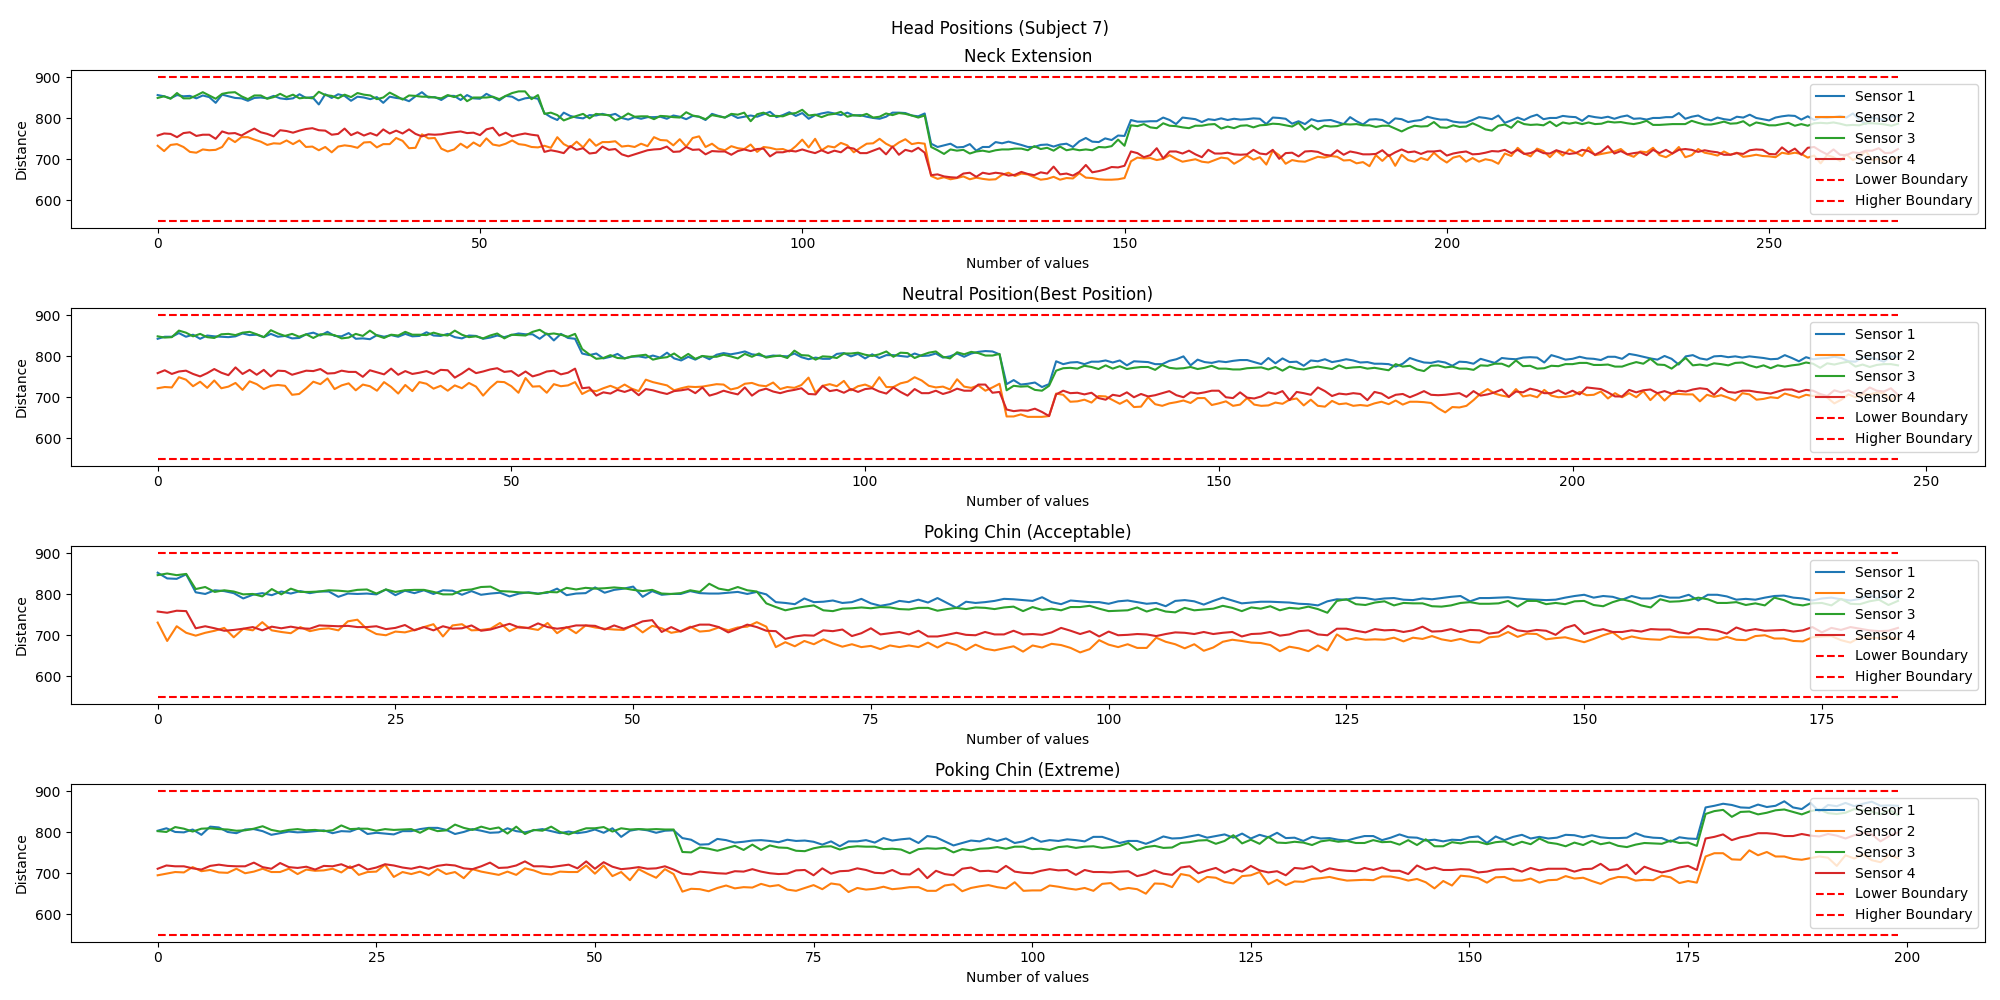 Head Positions (Subject 7)
Neck Extension
Distance
900
800
700
600
Sensor 1
Sensor 2
Sensor 3
Sensor 4
Lower Boundary
Higher Boundary
0 50 100 150 200 250
Number of values
Neutral Position(Best Position)
Distance
900
800
700
600
Sensor 1
Sensor 2
Sensor 3
Sensor 4
Lower Boundary
Higher Boundary
0 50 100 150 200 250
Number of values
Poking Chin (Acceptable)
Distance
900
800
700
600
Sensor 1
Sensor 2
Sensor 3
Sensor 4
Lower Boundary
Higher Boundary
0 25 50 75 100 125 150 175
Number of values
Poking Chin (Extreme)
Distance
900
800
700
600
Sensor 1
Sensor 2
Sensor 3
Sensor 4
Lower Boundary
Higher Boundary
0 25 50 75 100 125 150 175 200
Number of values